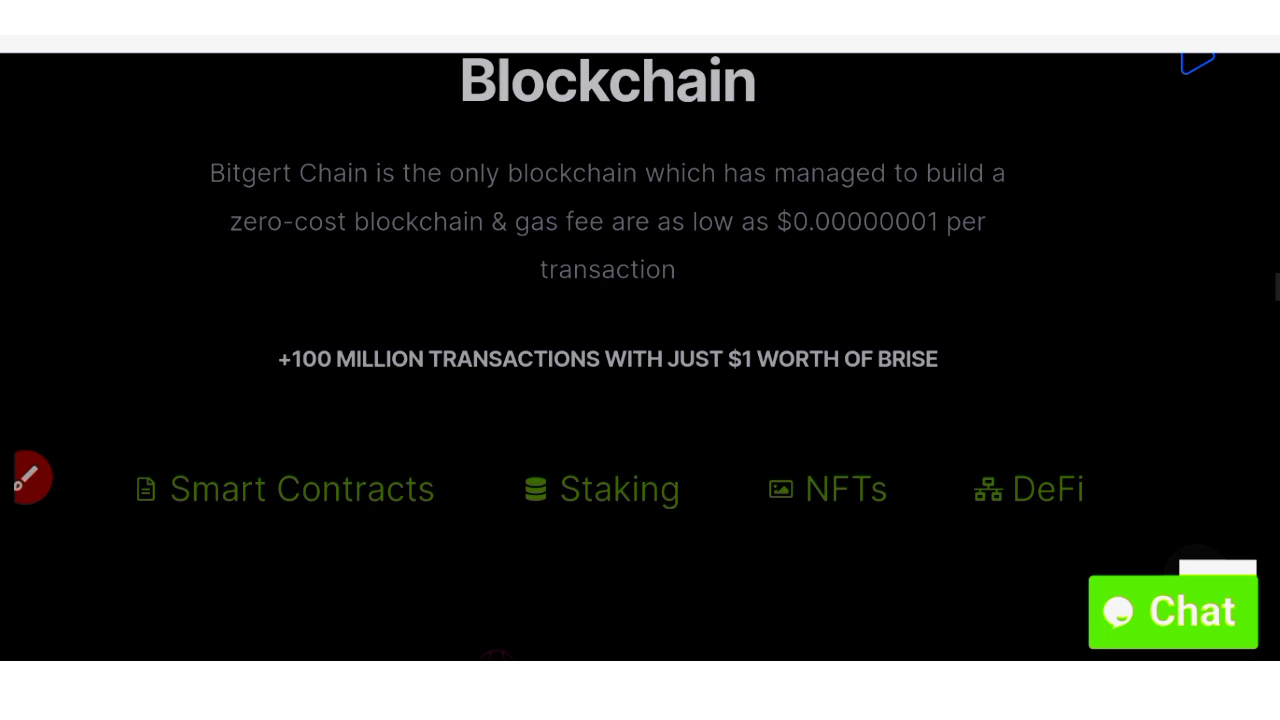 Blockchain
Bitgert Chain is the only blockchain which has managed to build a
zero-cost blockchain & gas fee are as low as $0.00000001 per
transaction
+100 MILLION TRANSACTIONS WITH JUST $1 WORTH OF BRISE
Smart Contracts Staking NFTs DeFi
Chat